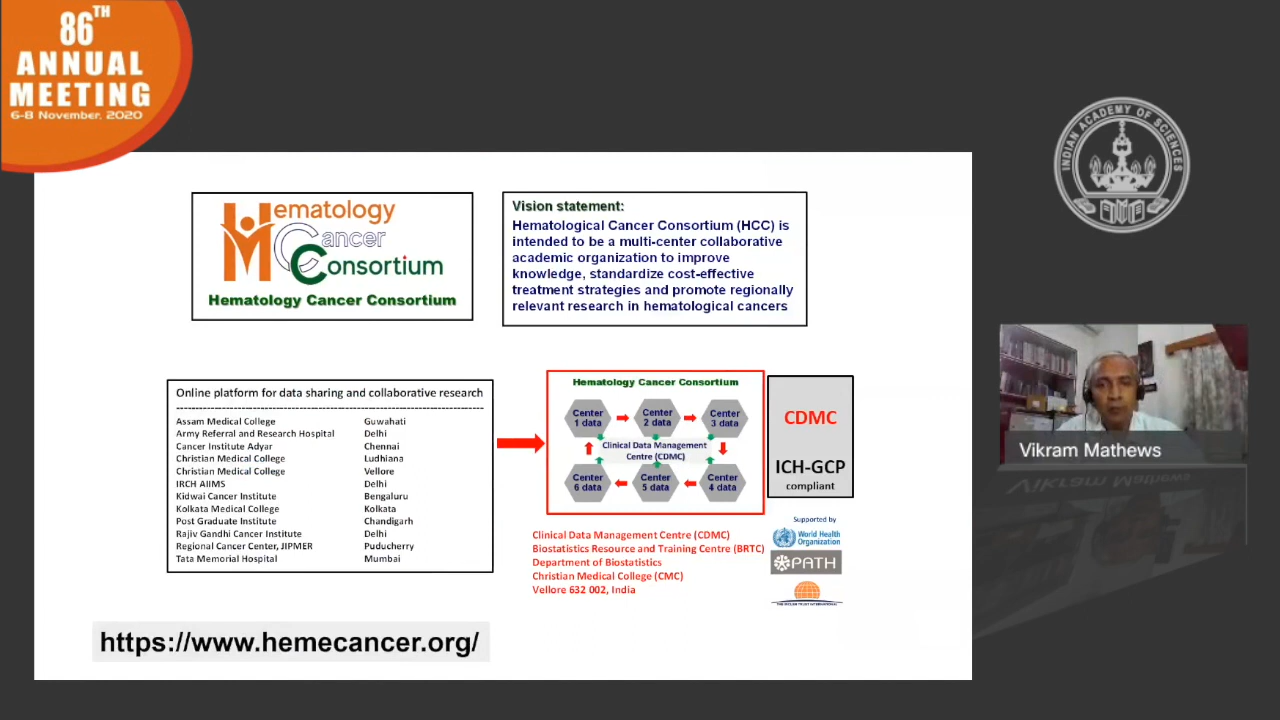 86TH
ANNUAL
MEETING
6-8 November, 2020
INDIAN ACADEMY OF SCIENCES
Hematology
Cancer
Consortium
Hematology Cancer Consortium
Vision statement:
Hematological Cancer Consortium (HCC) is
intended to be a multi-center collaborative
academic organization to improve
knowledge, standardize cost-effective
treatment strategies and promote regionally
relevant research in hematological cancers
Online platform for data sharing and collaborative research
Assam Medical College Guwahati
Army Referral and Research Hospital Delhi
Cancer Institute Adyar Chennai
Christian Medical College Ludhiana
Christian Medical College Vellore
IRCH AIIMS Delhi
Kidwai Cancer Institute Bengaluru
Kolkata Medical College Kolkata
Post Graduate Institute Chandigarh
Rajiv Gandhi Cancer Institute Delhi
Regional Cancer Center, JIPMER Puducherry
Tata Memorial Hospital Mumbai
Hematology Cancer Consortium
Center 1 data
Center 2 data
Center 3 data
Clinical Data Management
Centre (CDMC)
Center 6 data
Center 5 data
Center 4 data
CDMC
ICH-GCP
compliant
Clinical Data Management Centre (CDMC)
Biostatistics Resource and Training Centre (BRTC)
Department of Biostatistics
Christian Medical College (CMC)
Vellore 632 002, India
Supported by
World Health
Organization
PATH
Vikram Mathews
https://www.hemecancer.org/